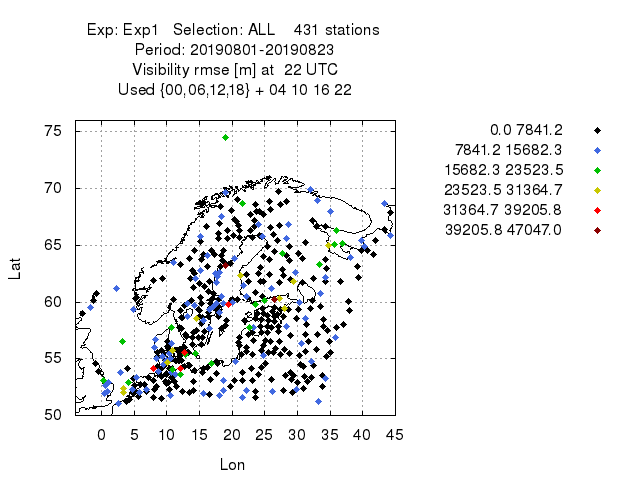 Exp: Exp1 Selection: ALL 431 stations
Period: 20190801-20190823
Visibility rmse [m] at 22 UTC
Used {00,06,12,18} + 04 10 16 22
75
70
65
60
55
50
Lat
0 5 10 15 20 25 30 35 40 45
Lon
0.0 7841.2
7841.2 15682.3
15682.3 23523.5
23523.5 31364.7
31364.7 39205.8
39205.8 47047.0